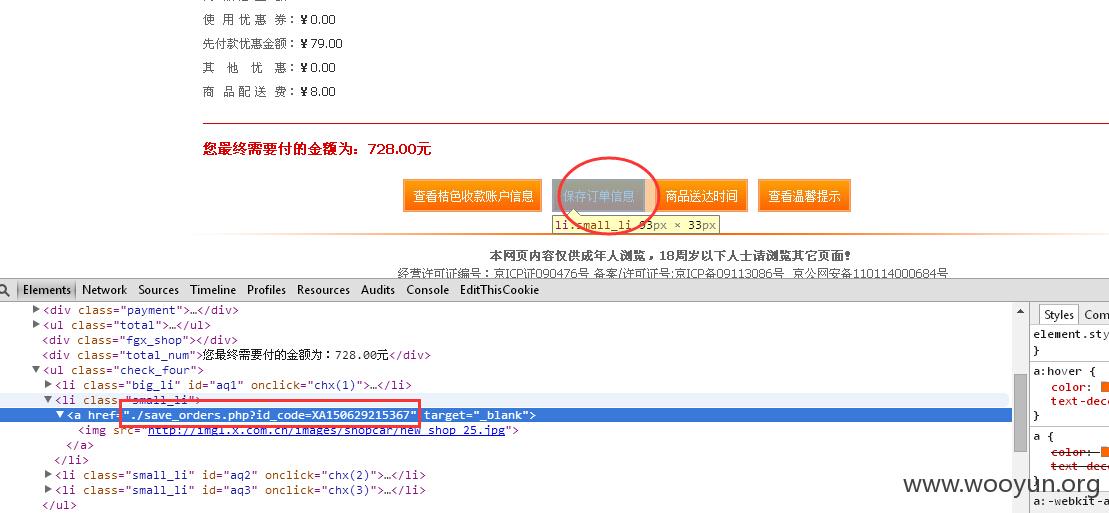 使 用 优 惠 券：¥ 0.00
先付款优惠金额：¥ 79.00
其 他 优 惠：¥ 0.00
商 品 配 送 费：¥ 8.00
您最终需要付的金额为：728.00元
查看桔色收款账户信息 保存订单信息 商品送达时间 查看温馨提示
li.small_li 93px × 33px
本网页内容仅供成年人浏览，18周岁以下人士请浏览其它页面!
经营许可证编号：京ICP证090476号 备案/许可证号:京ICP备09113086号 京公网安备110114000684号
Elements Network Sources Timeline Profiles Resources Audits Console EditThisCookie
<div class="payment">…</div>
<ul class="total">…</ul>
<div class="fgx_shop"></div>
<div class="total_num">您最终需要付的金额为：728.00元</div>
<ul class="check_four">
<li class="big_li" id="aq1" onclick="chx(1)">…</li>
<li class="small_li">
<a href="./save_orders.php?id_code=XA150629215367" target="_blank">
<img src="http://img1.x.com.cn/images/shopcar/new_shop_25.jpg">
</a>
</li>
<li class="small_li" id="aq2" onclick="chx(2)">…</li>
<li class="small_li" id="aq3" onclick="chx(3)">…</li>
</ul>
Styles Com
element.sty
}
a:hover {
color:
text-deco
}
a {
color:
text-deco
}
a:-webkit-a
www.wooyun.org